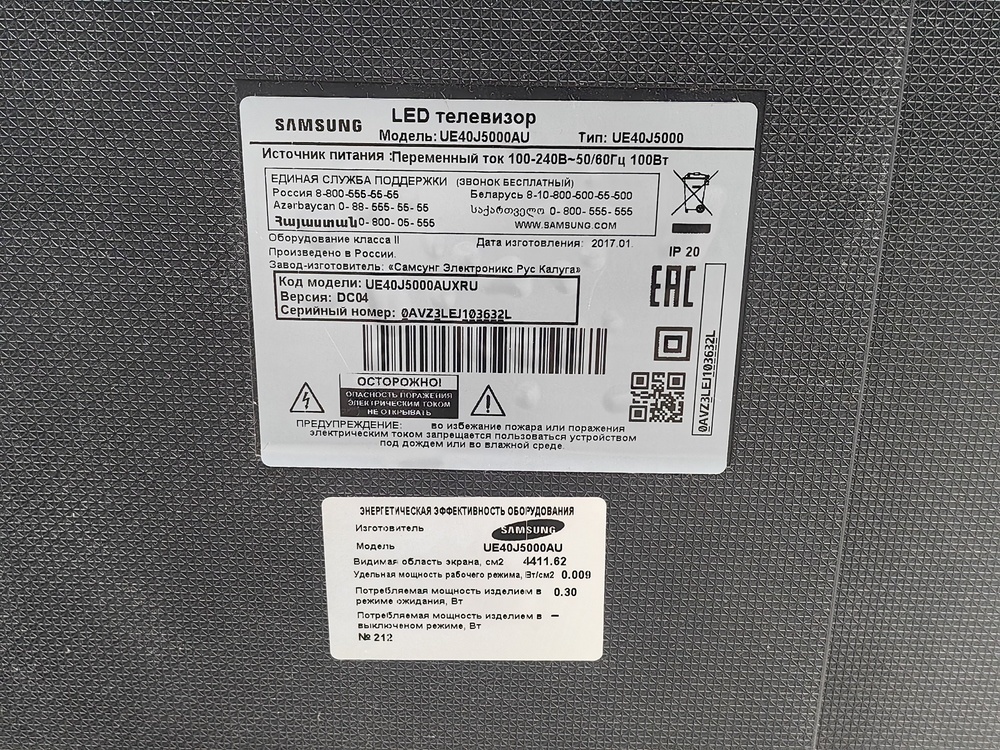 SAMSUNG
LED телевизор
Модель: UE40J5000AU Тип: UE40J5000
Источник питания :Переменный ток 100-240В~50/60Гц 100Вт
ЕДИНАЯ СЛУЖБА ПОДДЕРЖКИ (ЗВОНОК БЕСПЛАТНЫЙ)
Россия 8-800-555-55-55 Беларусь 8-10-800-500-55-500
Azərbaycan 0- 88- 555- 55- 55 საქართველო 0- 800- 555- 555
Հայաստան 0- 800- 05- 555 WWW.SAMSUNG.COM
Оборудование класса II Дата изготовления: 2017.01.
Произведено в России. IP 20
Завод-изготовитель: «Самсунг Электроникс Рус Калуга»
EAC
Код модели: UE40J5000AUXRU
Версия: DC04
Серийный номер: 0AVZ3LEJ103632L
0AVZ3LEJ103632L
ОСТОРОЖНО!
ОПАСНОСТЬ ПОРАЖЕНИЯ
ЭЛЕКТРИЧЕСКИМ ТОКОМ
НЕ ОТКРЫВАТЬ
ПРЕДУПРЕЖДЕНИЕ: во избежание пожара или поражения
электрическим током запрещается пользоваться устройством
под дождем или во влажной среде.
ЭНЕРГЕТИЧЕСКАЯ ЭФФЕКТИВНОСТЬ ОБОРУДОВАНИЯ
Изготовитель SAMSUNG
Модель UE40J5000AU
Видимая область экрана, см2 4411.62
Удельная мощность рабочего режима, Вт/см2 0.009
Потребляемая мощность изделием в 0.30
режиме ожидания, Вт
Потребляемая мощность изделием в —
выключеном режиме, Вт
№ 212